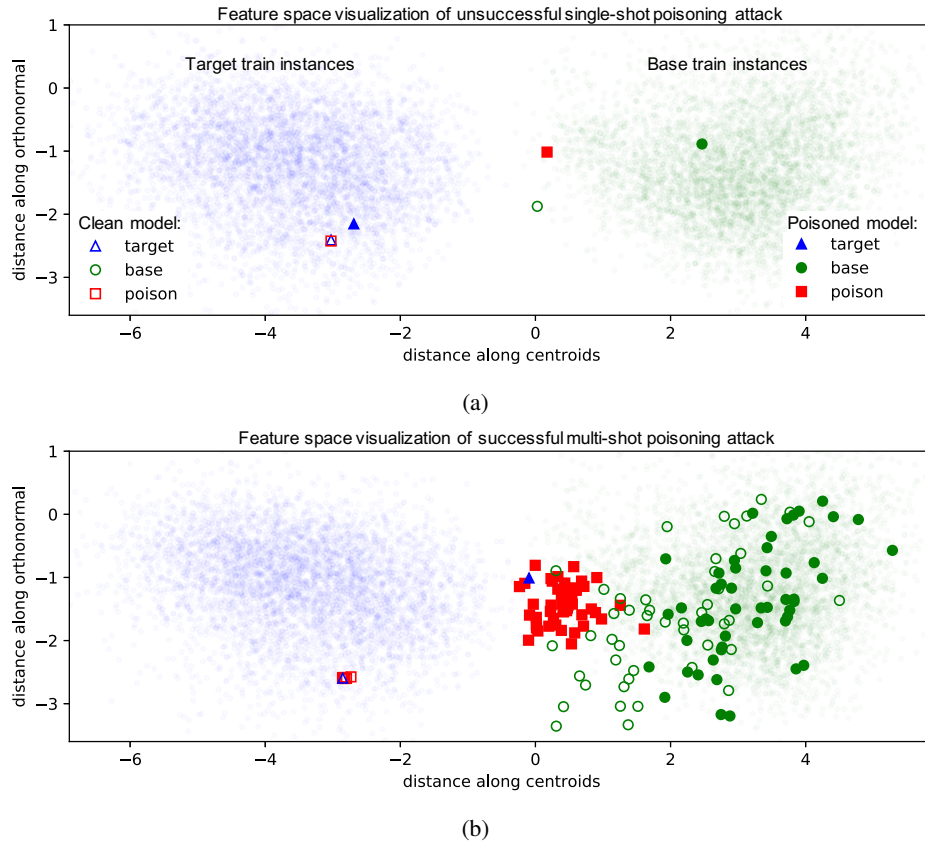 Feature space visualization of unsuccessful single-shot poisoning attack
1
0
−1
−2
−3
distance along orthonormal
Target train instances
Base train instances
Clean model:
target
base
poison
Poisoned model:
target
base
poison
−6
−4
−2
0
2
4
distance along centroids
(a)
Feature space visualization of successful multi-shot poisoning attack
1
0
−1
−2
−3
distance along orthonormal
−6
−4
−2
0
2
4
distance along centroids
(b)